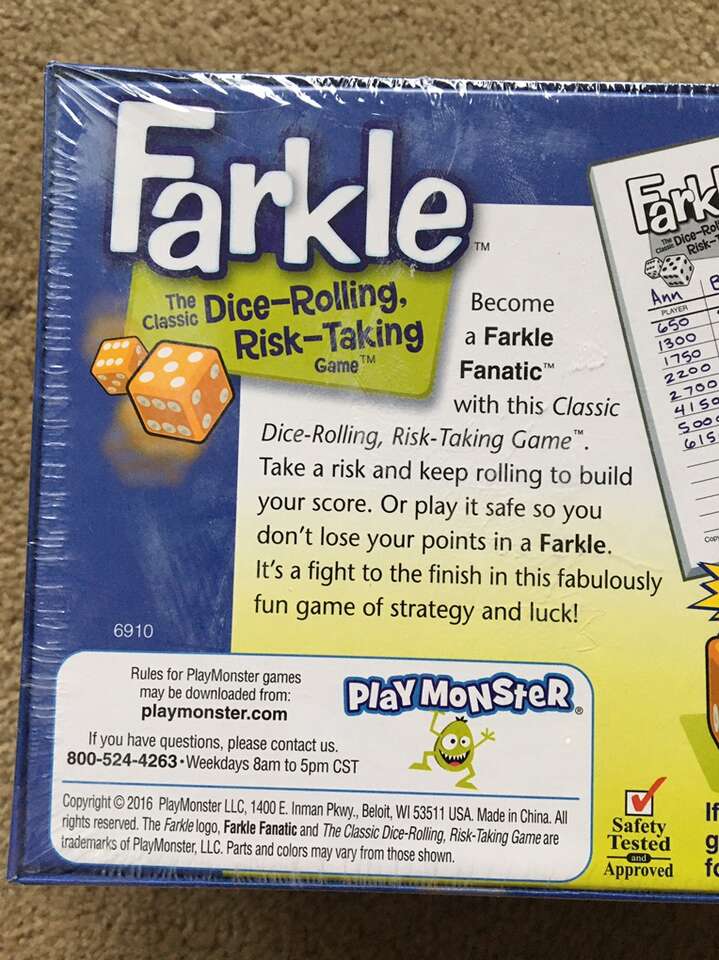 Farkle™
The Classic Dice-Rolling,
Risk-Taking
Game™
Become
a Farkle
Fanatic™
with this Classic
Dice-Rolling, Risk-Taking Game™.
Take a risk and keep rolling to build
your score. Or play it safe so you
don't lose your points in a Farkle.
It's a fight to the finish in this fabulously
fun game of strategy and luck!
6910
Rules for PlayMonster games
may be downloaded from:
playmonster.com
If you have questions, please contact us.
800-524-4263•Weekdays 8am to 5pm CST
PLAY MONSTER®
Copyright © 2016 PlayMonster LLC, 1400 E. Inman Pkwy., Beloit, WI 53511 USA. Made in China. All
rights reserved. The Farkle logo, Farkle Fanatic and The Classic Dice-Rolling, Risk-Taking Game are
trademarks of PlayMonster, LLC. Parts and colors may vary from those shown.
Safety
Tested
and
Approved
If
Ann
PLAYER
650
1300
1750
2200
2700
4150